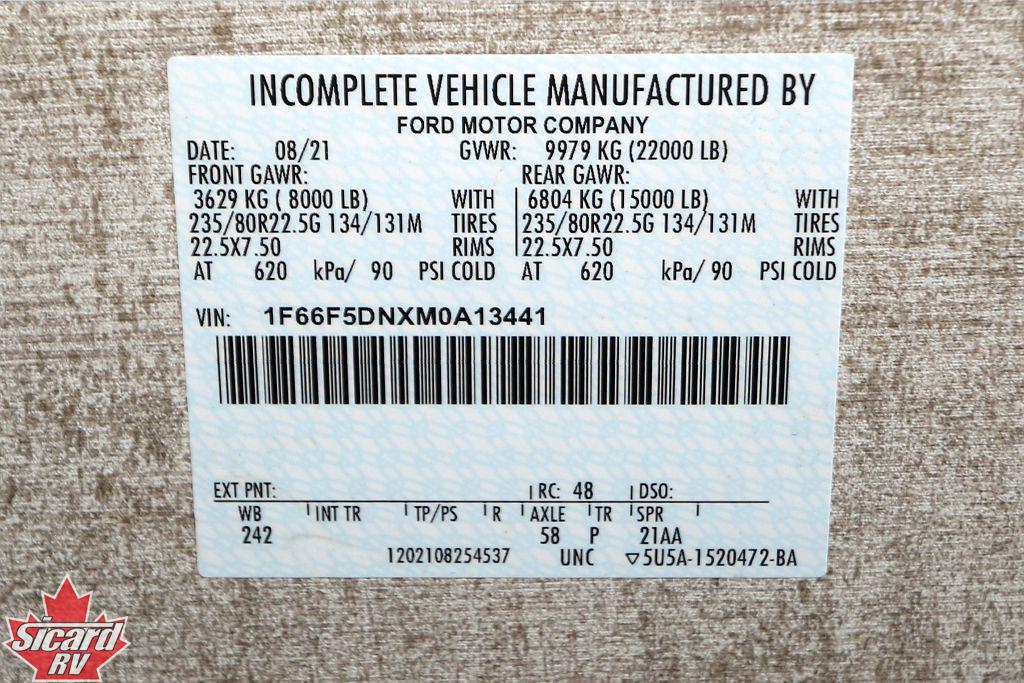 INCOMPLETE VEHICLE MANUFACTURED BY
FORD MOTOR COMPANY
DATE: 08/21 GVWR: 9979 KG (22000 LB)
FRONT GAWR: REAR GAWR:
3629 KG ( 8000 LB) WITH 6804 KG (15000 LB) WITH
235/80R22.5G 134/131M TIRES 235/80R22.5G 134/131M TIRES
22.5X7.50 RIMS 22.5X7.50 RIMS
AT 620 kPa/ 90 PSI COLD AT 620 kPa/ 90 PSI COLD
VIN: 1F66F5DNXM0A13441
EXT PNT: RC: 48 DSO:
WB INT TR TP/PS R AXLE TR SPR
242 58 P 21AA
1202108254537 UNC ▽5U5A-1520472-BA
Sicard
RV